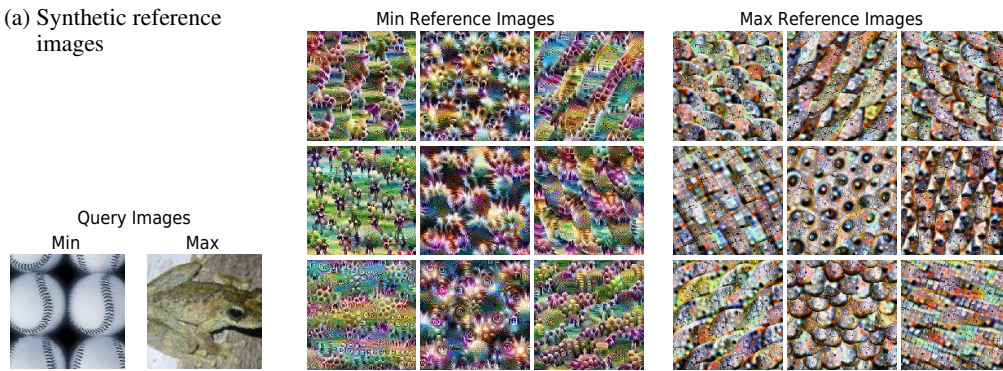 (a) Synthetic reference
images
Min Reference Images
Max Reference Images
Query Images
Min
Max